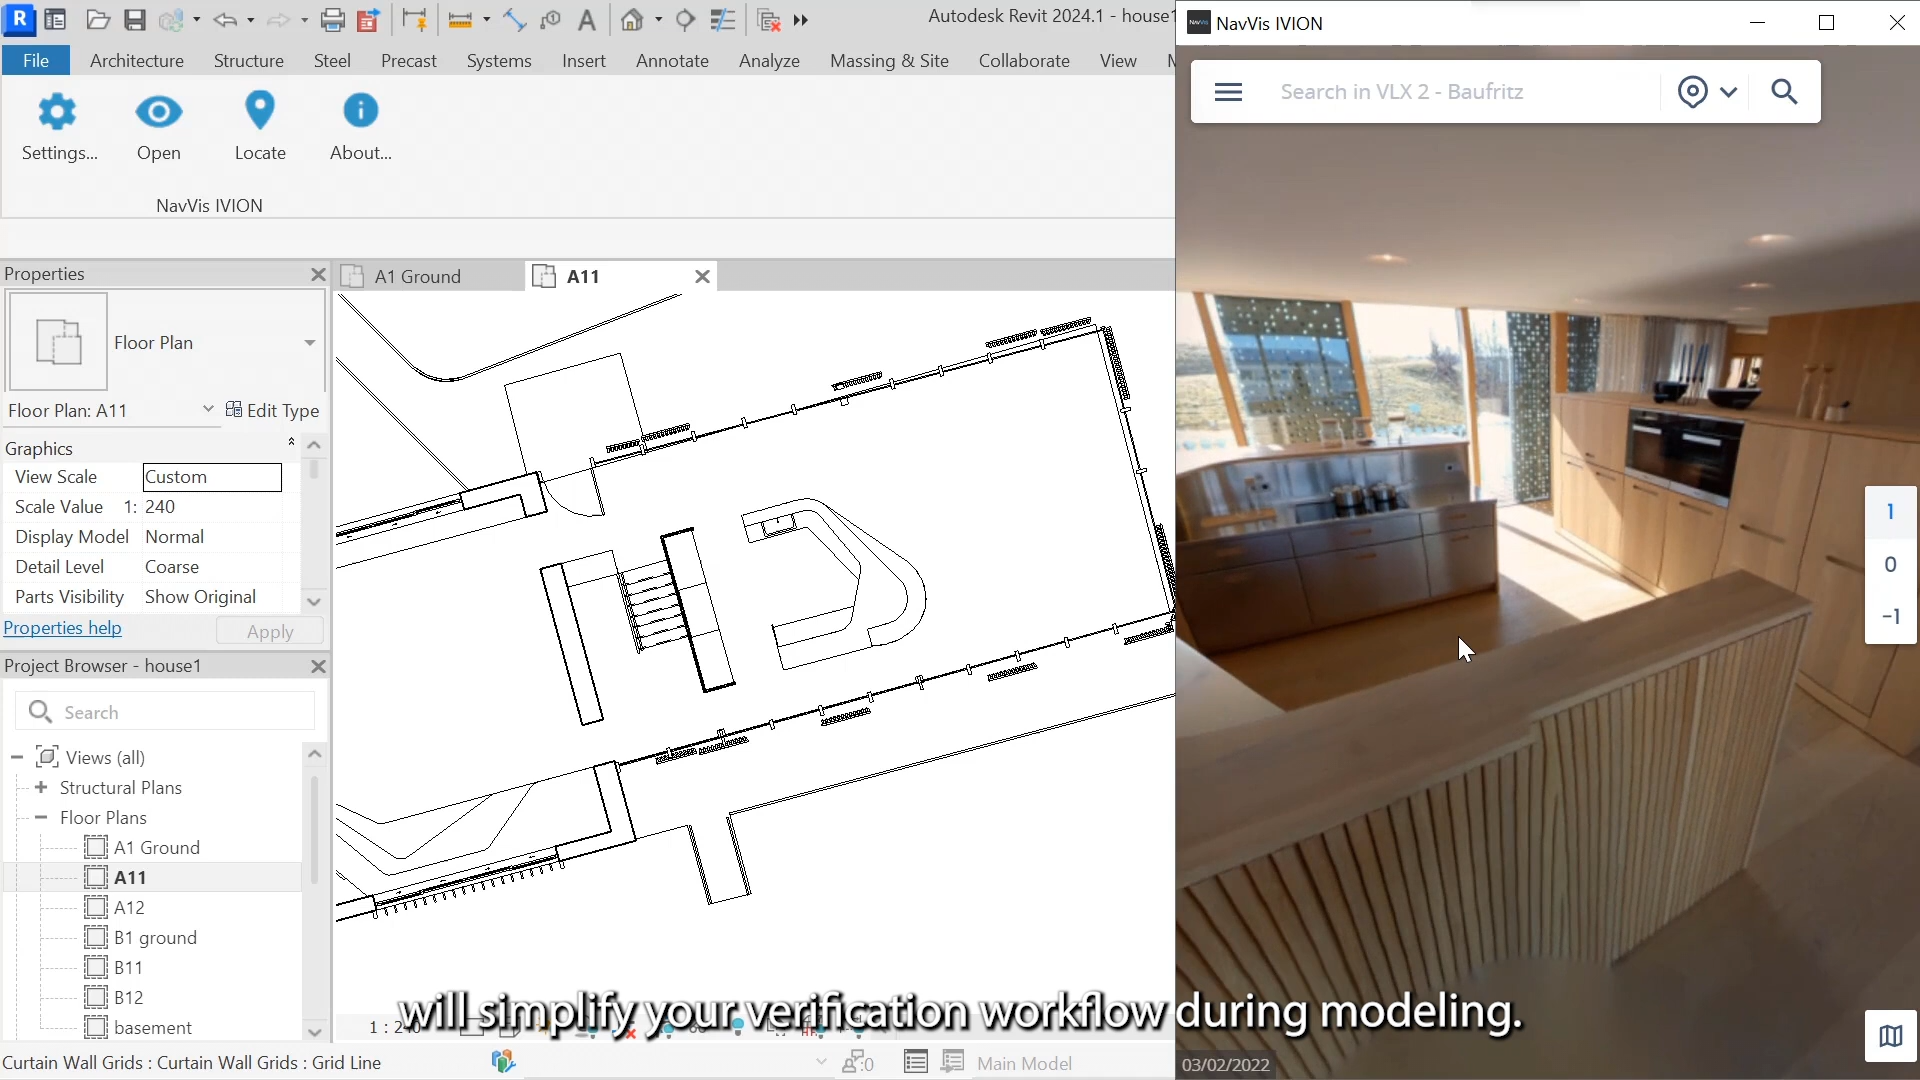 R
A
Autodesk Revit 2024.1 - house1
File
Architecture
Structure
Steel
Precast
Systems
Insert
Annotate
Analyze
Massing & Site
Collaborate
View
Settings...
Open
Locate
About...
NavVis IVION
Properties
Floor Plan
Floor Plan: A11
Edit Type
Graphics
View Scale
Custom
Scale Value 1: 240
Display Model
Normal
Detail Level
Coarse
Parts Visibility
Show Original
Properties help
Apply
Project Browser - house1
Search
Views (all)
Structural Plans
Floor Plans
A1 Ground
A11
A12
B1 ground
B11
B12
basement
A1 Ground
A11
1 : 240
Curtain Wall Grids : Curtain Wall Grids : Grid Line
:0
Main Model
NavVis IVION
Search in VLX 2 - Baufritz
1
0
-1
03/02/2022
will simplify your verification workflow during modeling.